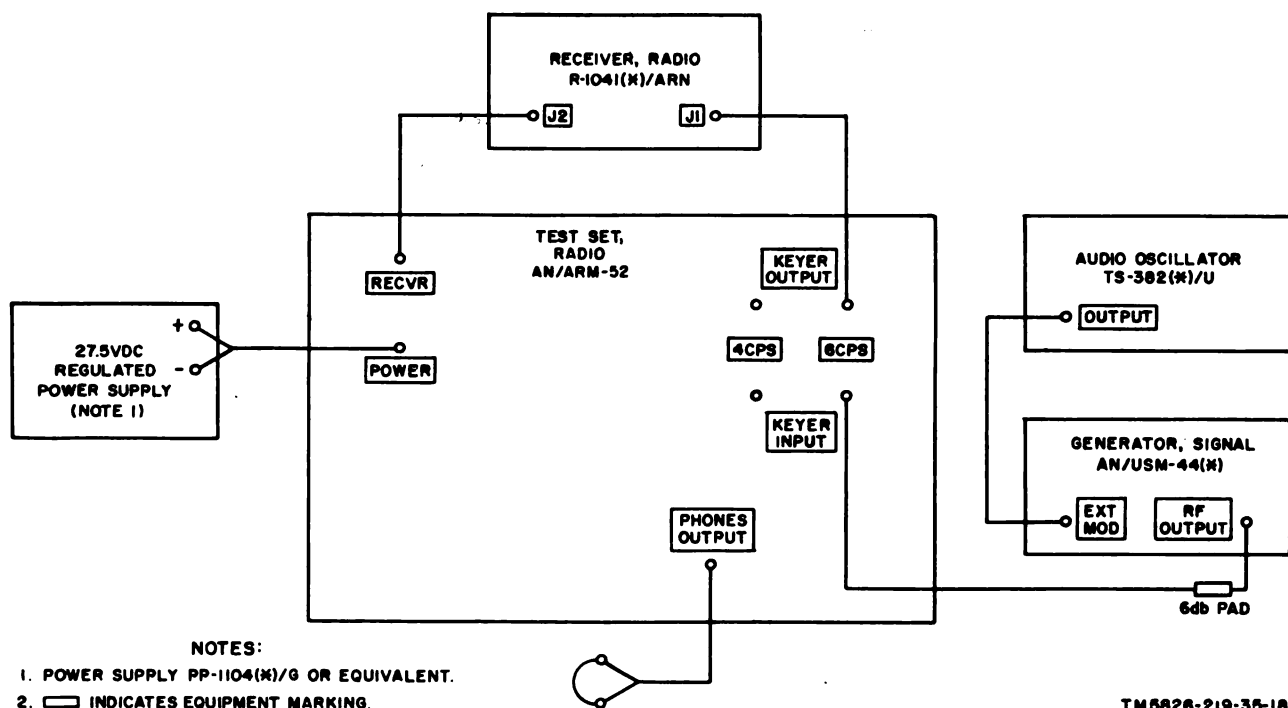 RECEIVER, RADIO
R-1041(*)/ARN
J2
J1
TEST SET,
RADIO
AN/ARM-52
RECVR
KEYER
OUTPUT
4CPS
6CPS
KEYER
INPUT
POWER
PHONES
OUTPUT
+
-
27.5VDC
REGULATED
POWER SUPPLY
(NOTE 1)
AUDIO OSCILLATOR
TS-382(*)/U
OUTPUT
GENERATOR, SIGNAL
AN/USM-44(*)
EXT
MOD
RF
OUTPUT
6db PAD
NOTES:
1. POWER SUPPLY PP-1104(*)/G OR EQUIVALENT.
2. INDICATES EQUIPMENT MARKING.
TM5826-219-35-18